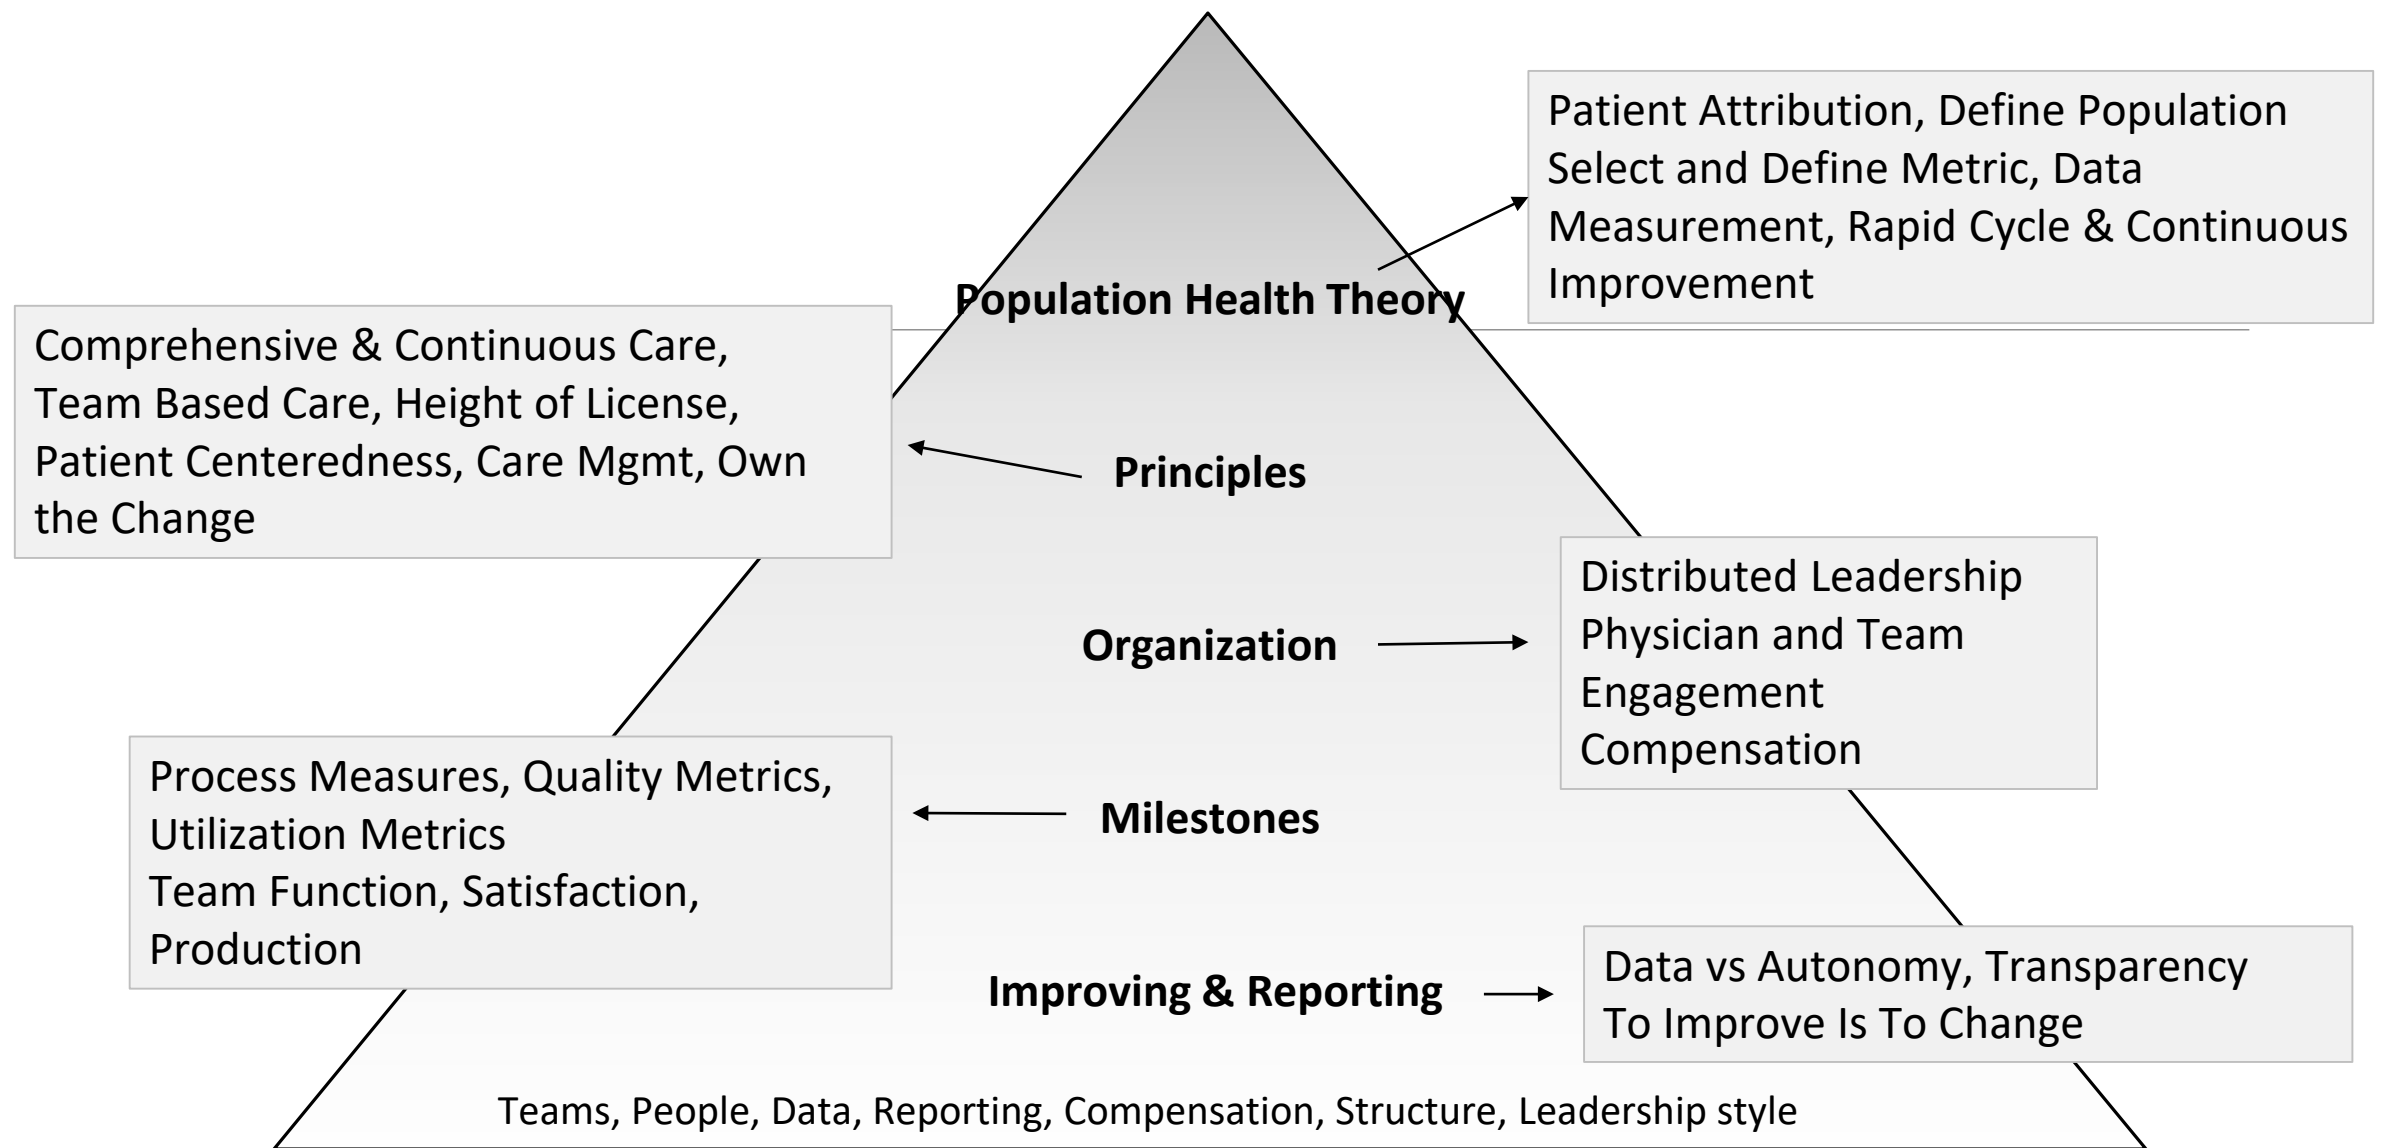 Patient Attribution, Define Population
Select and Define Metric, Data
Measurement, Rapid Cycle & Continuous
Improvement
Population Health Theory
Comprehensive & Continuous Care,
Team Based Care, Height of License,
Patient Centeredness, Care Mgmt, Own
the Change
Principles
Distributed Leadership
Physician and Team
Engagement
Compensation
Organization
Process Measures, Quality Metrics,
Utilization Metrics
Team Function, Satisfaction,
Production
Milestones
Data vs Autonomy, Transparency
To Improve Is To Change
Improving & Reporting
Teams, People, Data, Reporting, Compensation, Structure, Leadership style